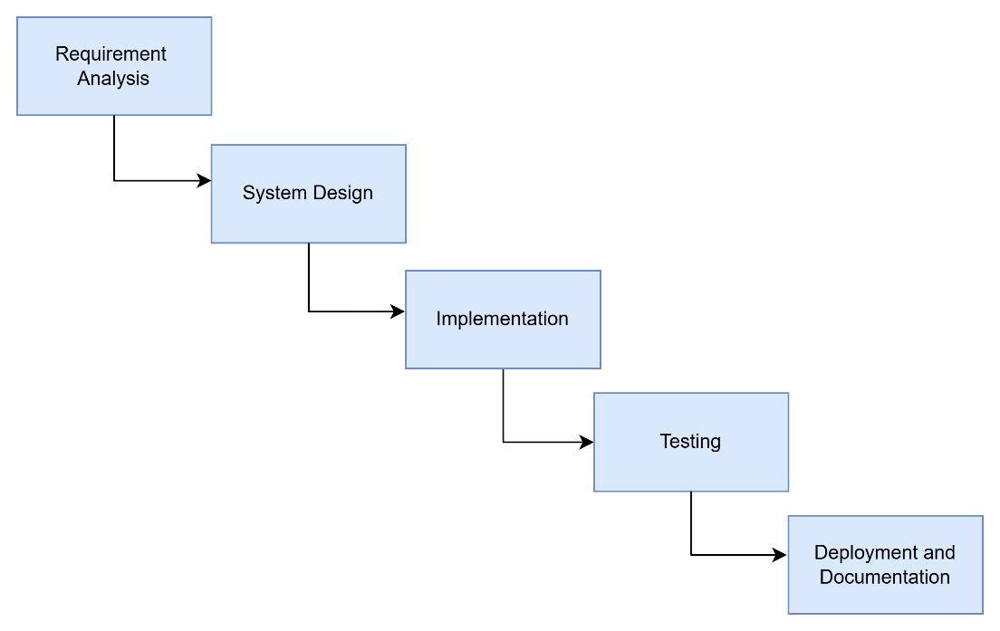 Requirement
Analysis
System Design
Implementation
Testing
Deployment and
Documentation